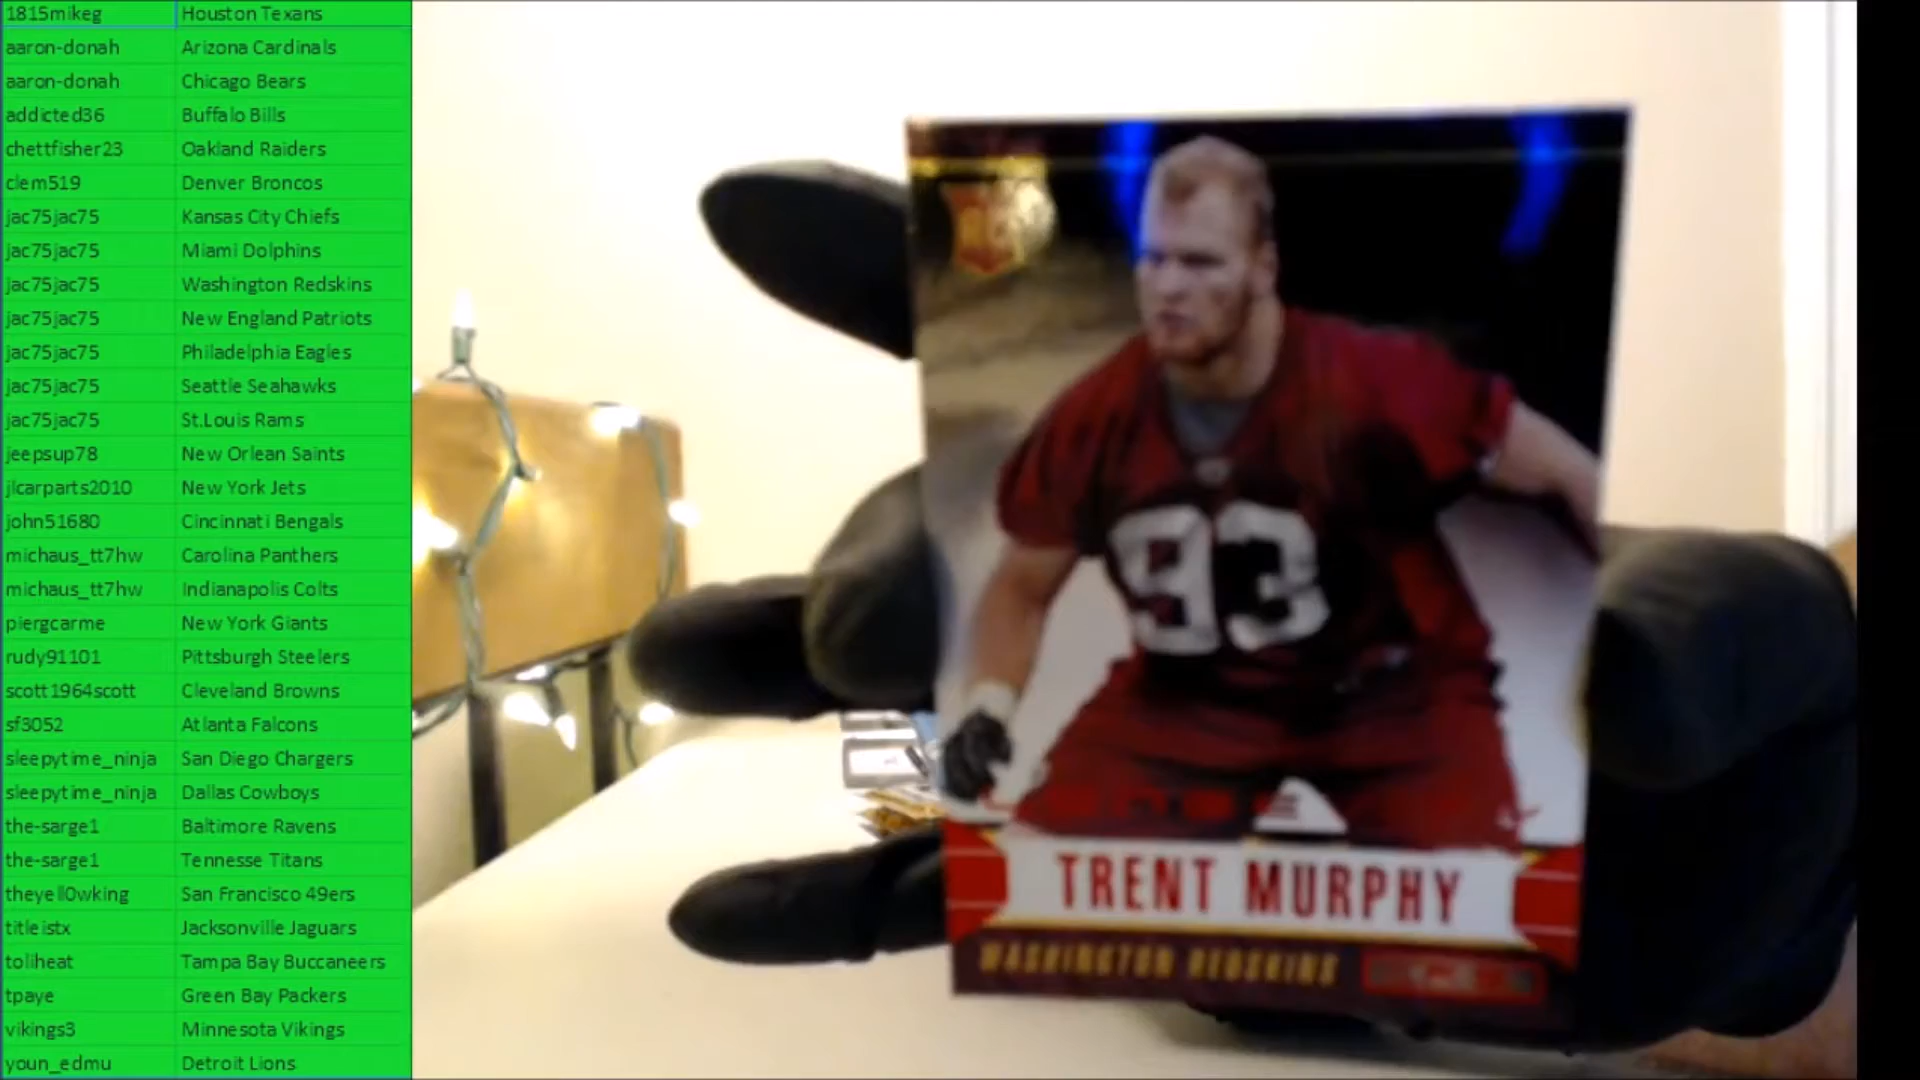 1815mikeg Houston Texans
aaron-donah Arizona Cardinals
aaron-donah Chicago Bears
addicted36 Buffalo Bills
chettfisher23 Oakland Raiders
clem519 Denver Broncos
jac75jac75 Kansas City Chiefs
jac75jac75 Miami Dolphins
jac75jac75 Washington Redskins
jac75jac75 New England Patriots
jac75jac75 Philadelphia Eagles
jac75jac75 Seattle Seahawks
jac75jac75 St.Louis Rams
jeepsup78 New Orlean Saints
jlcarparts2010 New York Jets
john51680 Cincinnati Bengals
michaus_tt7hw Carolina Panthers
michaus_tt7hw Indianapolis Colts
piergcarme New York Giants
rudy91101 Pittsburgh Steelers
scott1964scott Cleveland Browns
sf3052 Atlanta Falcons
sleepytime_ninja San Diego Chargers
sleepytime_ninja Dallas Cowboys
the-sarge1 Baltimore Ravens
the-sarge1 Tennesse Titans
theyell0wking San Francisco 49ers
titleistx Jacksonville Jaguars
toliheat Tampa Bay Buccaneers
tpaye Green Bay Packers
vikings3 Minnesota Vikings
youn_edmu Detroit Lions
93
TRENT MURPHY
WASHINGTON REDSKINS